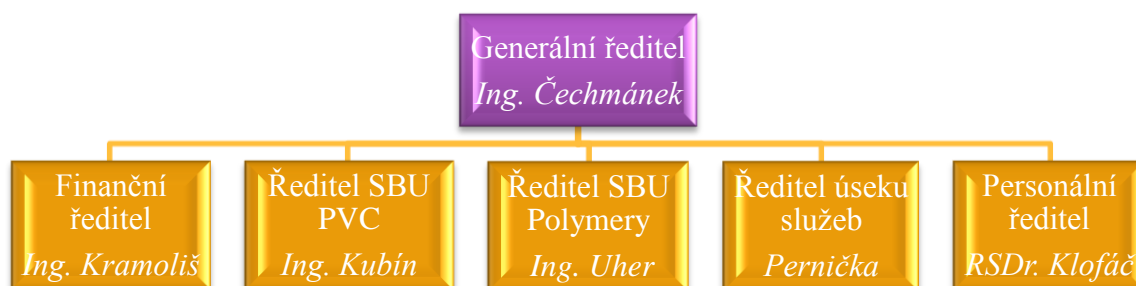 Generální ředitel
Ing. Čechmánek
Finanční
ředitel
Ing. Kramoliš
Ředitel SBU
PVC
Ing. Kubín
Ředitel SBU
Polymery
Ing. Uher
Ředitel úseku
služeb
Pernička
Personální
ředitel
RSDr. Klofáč